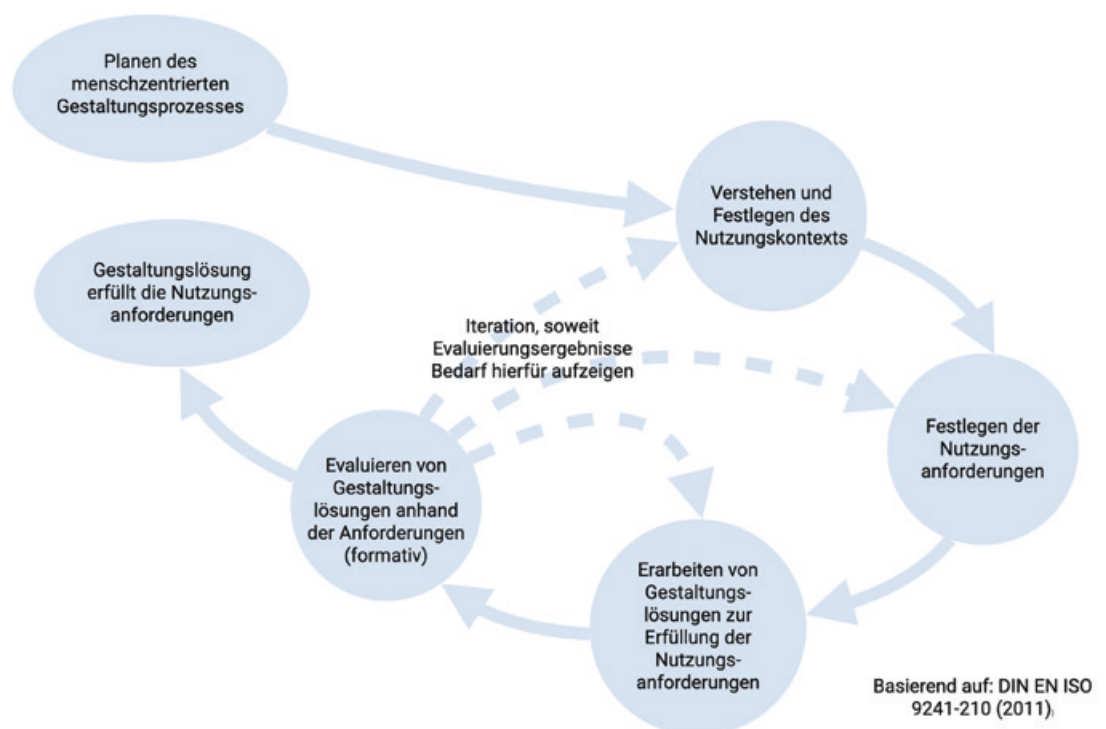 Planen des
menschzentrierten
Gestaltungsprozesses
Verstehen und
Festlegen des
Nutzungskontexts
Gestaltungslösung
erfüllt die Nutzungs-
anforderungen
Iteration, soweit
Evaluierungsergebnisse
Bedarf hierfür aufzeigen
Festlegen der
Nutzungs-
anforderungen
Evaluieren von
Gestaltungs-
lösungen anhand
der Anforderungen
(formativ)
Erarbeiten von
Gestaltungs-
lösungen zur
Erfüllung der
Nutzungs-
anforderungen
Basierend auf: DIN EN ISO
9241-210 (2011)